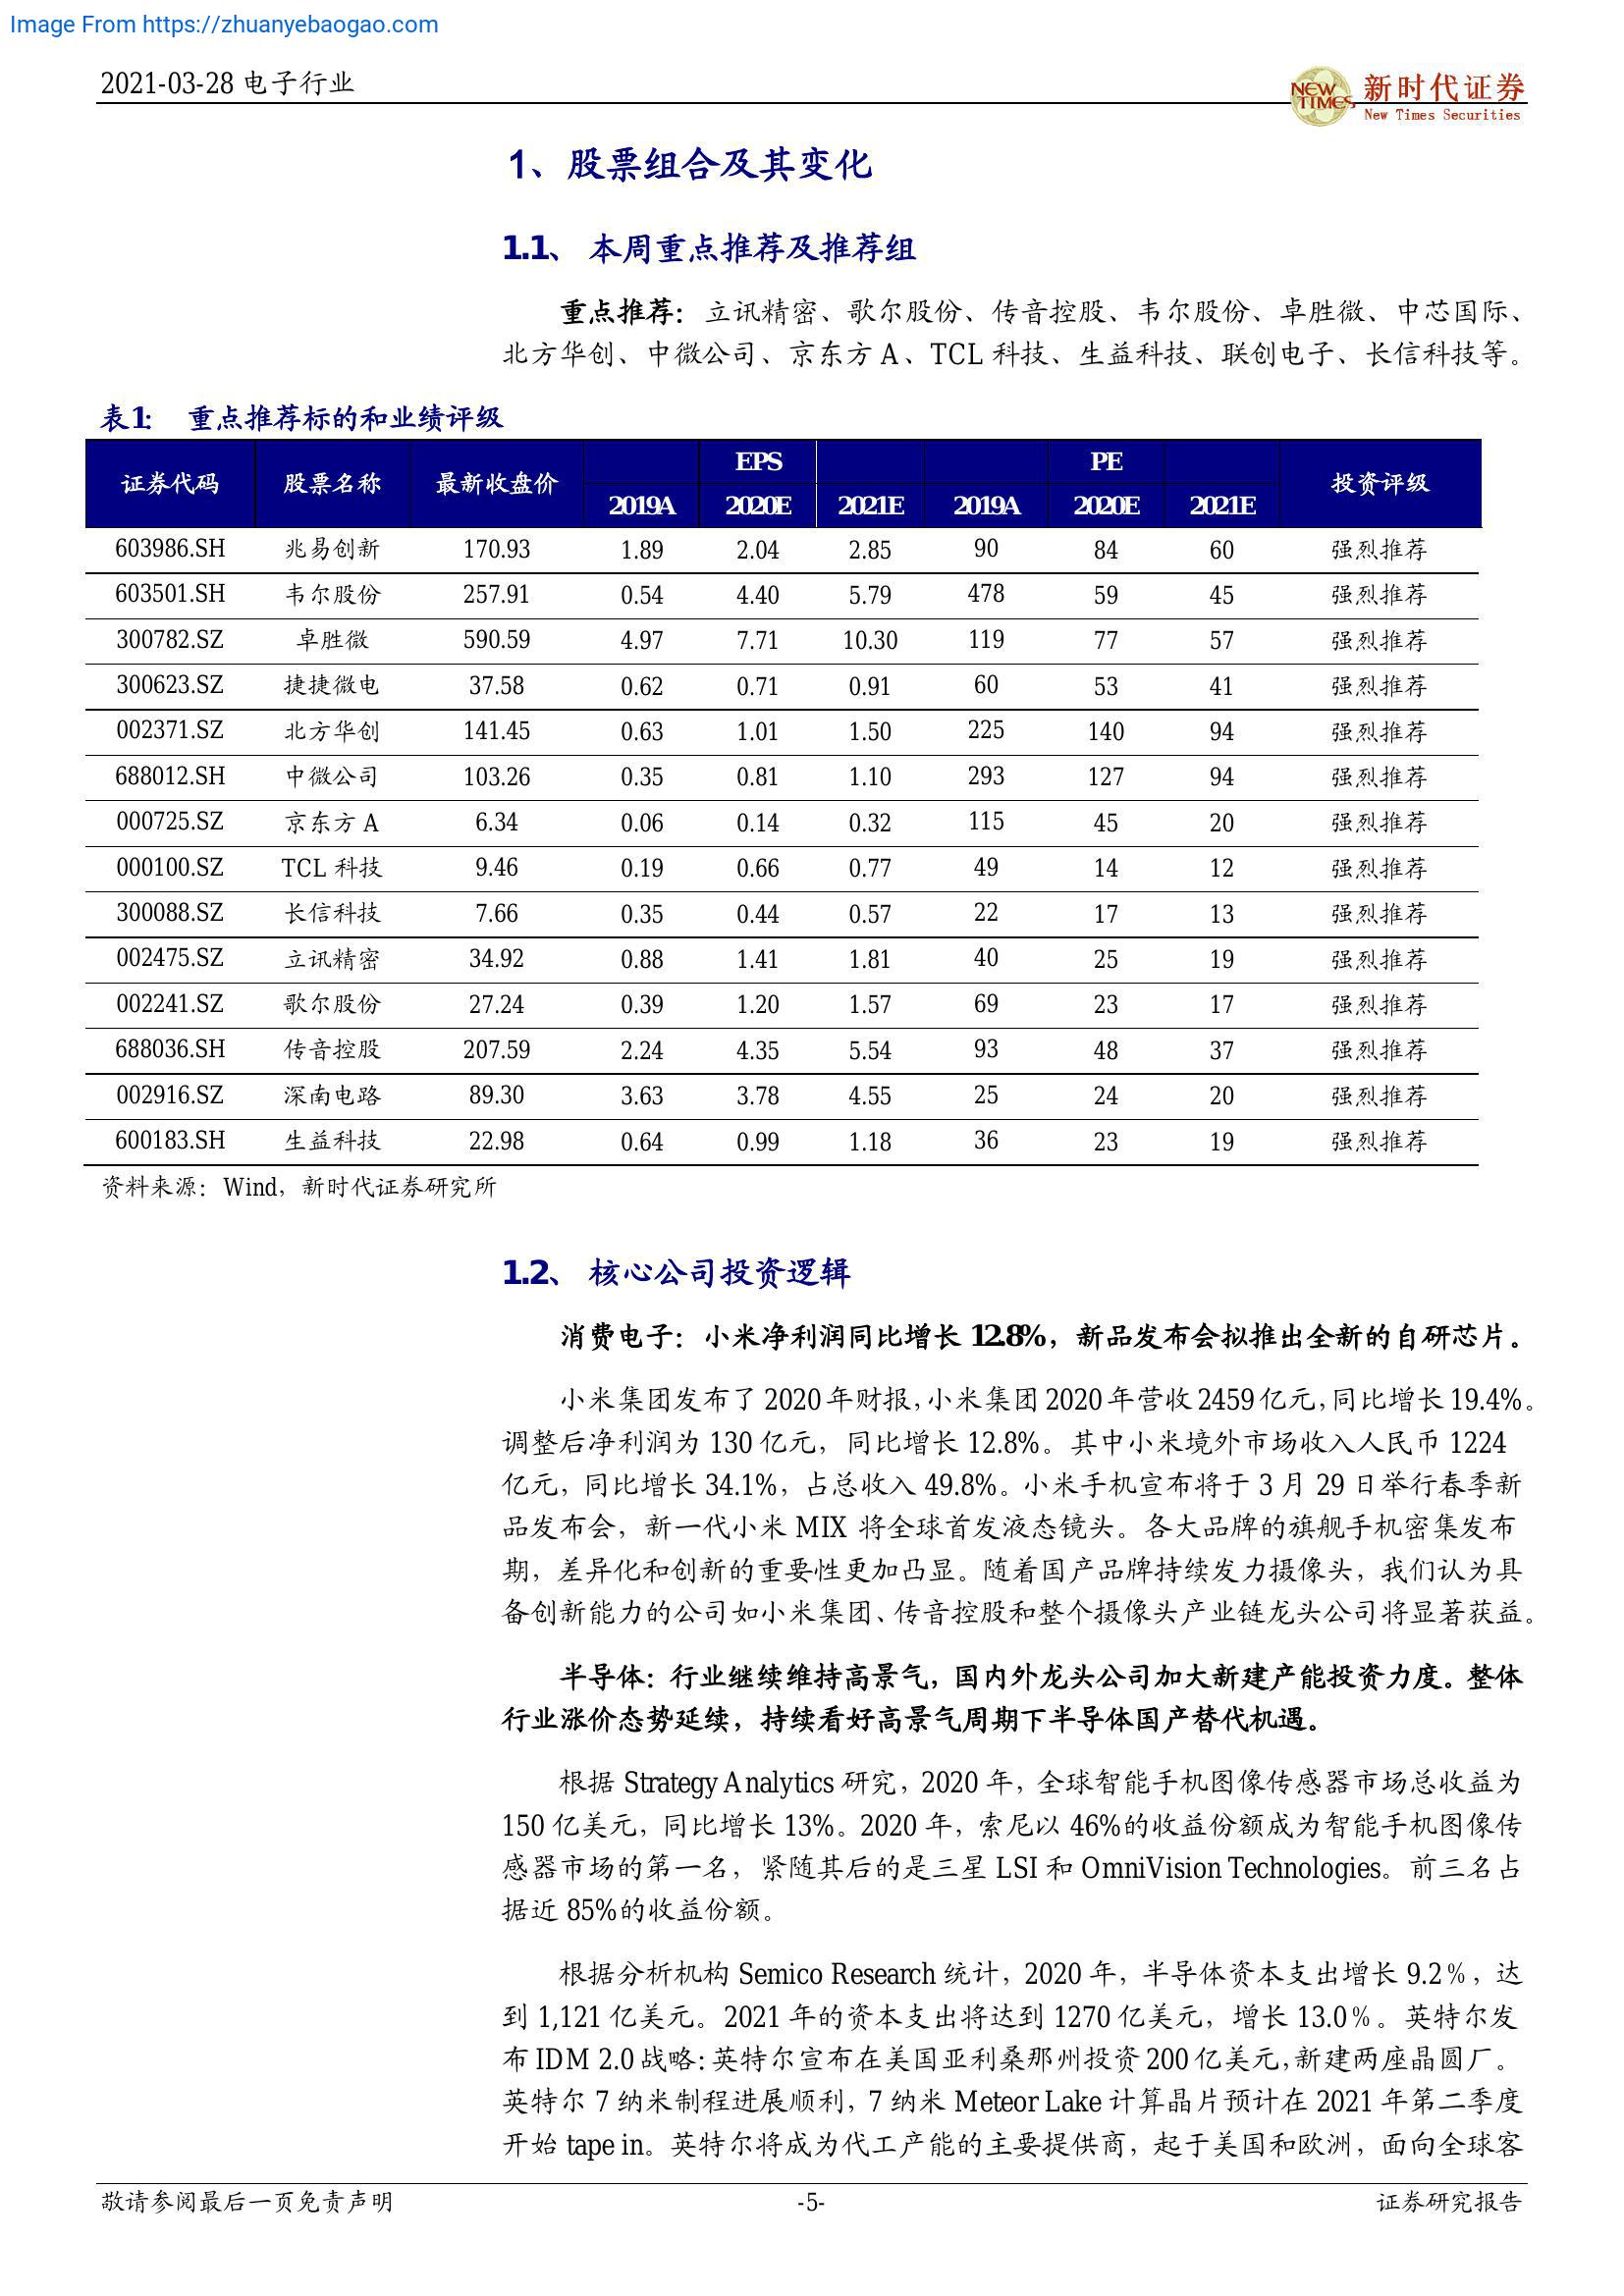 Image From https://zhuanyebaogao.com
2021-03-28 电子行业
NEW TIMES 新时代证券
New Times Securities
1、股票组合及其变化
1.1、 本周重点推荐及推荐组
重点推荐：立讯精密、歌尔股份、传音控股、韦尔股份、卓胜微、中芯国际、
北方华创、中微公司、京东方 A、TCL 科技、生益科技、联创电子、长信科技等。
表1： 重点推荐标的和业绩评级
证券代码 股票名称 最新收盘价 EPS PE 投资评级
2019A 2020E 2021E 2019A 2020E 2021E
603986.SH 兆易创新 170.93 1.89 2.04 2.85 90 84 60 强烈推荐
603501.SH 韦尔股份 257.91 0.54 4.40 5.79 478 59 45 强烈推荐
300782.SZ 卓胜微 590.59 4.97 7.71 10.30 119 77 57 强烈推荐
300623.SZ 捷捷微电 37.58 0.62 0.71 0.91 60 53 41 强烈推荐
002371.SZ 北方华创 141.45 0.63 1.01 1.50 225 140 94 强烈推荐
688012.SH 中微公司 103.26 0.35 0.81 1.10 293 127 94 强烈推荐
000725.SZ 京东方 A 6.34 0.06 0.14 0.32 115 45 20 强烈推荐
000100.SZ TCL 科技 9.46 0.19 0.66 0.77 49 14 12 强烈推荐
300088.SZ 长信科技 7.66 0.35 0.44 0.57 22 17 13 强烈推荐
002475.SZ 立讯精密 34.92 0.88 1.41 1.81 40 25 19 强烈推荐
002241.SZ 歌尔股份 27.24 0.39 1.20 1.57 69 23 17 强烈推荐
688036.SH 传音控股 207.59 2.24 4.35 5.54 93 48 37 强烈推荐
002916.SZ 深南电路 89.30 3.63 3.78 4.55 25 24 20 强烈推荐
600183.SH 生益科技 22.98 0.64 0.99 1.18 36 23 19 强烈推荐
资料来源：Wind，新时代证券研究所
1.2、 核心公司投资逻辑
消费电子：小米净利润同比增长 12.8%，新品发布会拟推出全新的自研芯片。
小米集团发布了 2020 年财报，小米集团 2020 年营收 2459 亿元，同比增长 19.4%。
调整后净利润为 130 亿元，同比增长 12.8%。其中小米境外市场收入人民币 1224
亿元，同比增长 34.1%，占总收入 49.8%。小米手机宣布将于 3 月 29 日举行春季新
品发布会，新一代小米 MIX 将全球首发液态镜头。各大品牌的旗舰手机密集发布
期，差异化和创新的重要性更加凸显。随着国产品牌持续发力摄像头，我们认为具
备创新能力的公司如小米集团、传音控股和整个摄像头产业链龙头公司将显著获益。
半导体：行业继续维持高景气，国内外龙头公司加大新建产能投资力度。整体
行业涨价态势延续，持续看好高景气周期下半导体国产替代机遇。
根据 Strategy Analytics 研究，2020 年，全球智能手机图像传感器市场总收益为
150 亿美元，同比增长 13%。2020 年，索尼以 46%的收益份额成为智能手机图像传
感器市场的第一名，紧随其后的是三星 LSI 和 OmniVision Technologies。前三名占
据近 85%的收益份额。
根据分析机构 Semico Research 统计，2020 年，半导体资本支出增长 9.2％，达
到 1,121 亿美元。2021 年的资本支出将达到 1270 亿美元，增长 13.0％。英特尔发
布 IDM 2.0 战略：英特尔宣布在美国亚利桑那州投资 200 亿美元，新建两座晶圆厂。
英特尔 7 纳米制程进展顺利，7 纳米 Meteor Lake 计算晶片预计在 2021 年第二季度
开始 tape in。英特尔将成为代工产能的主要提供商，起于美国和欧洲，面向全球客
敬请参阅最后一页免责声明 -5- 证券研究报告